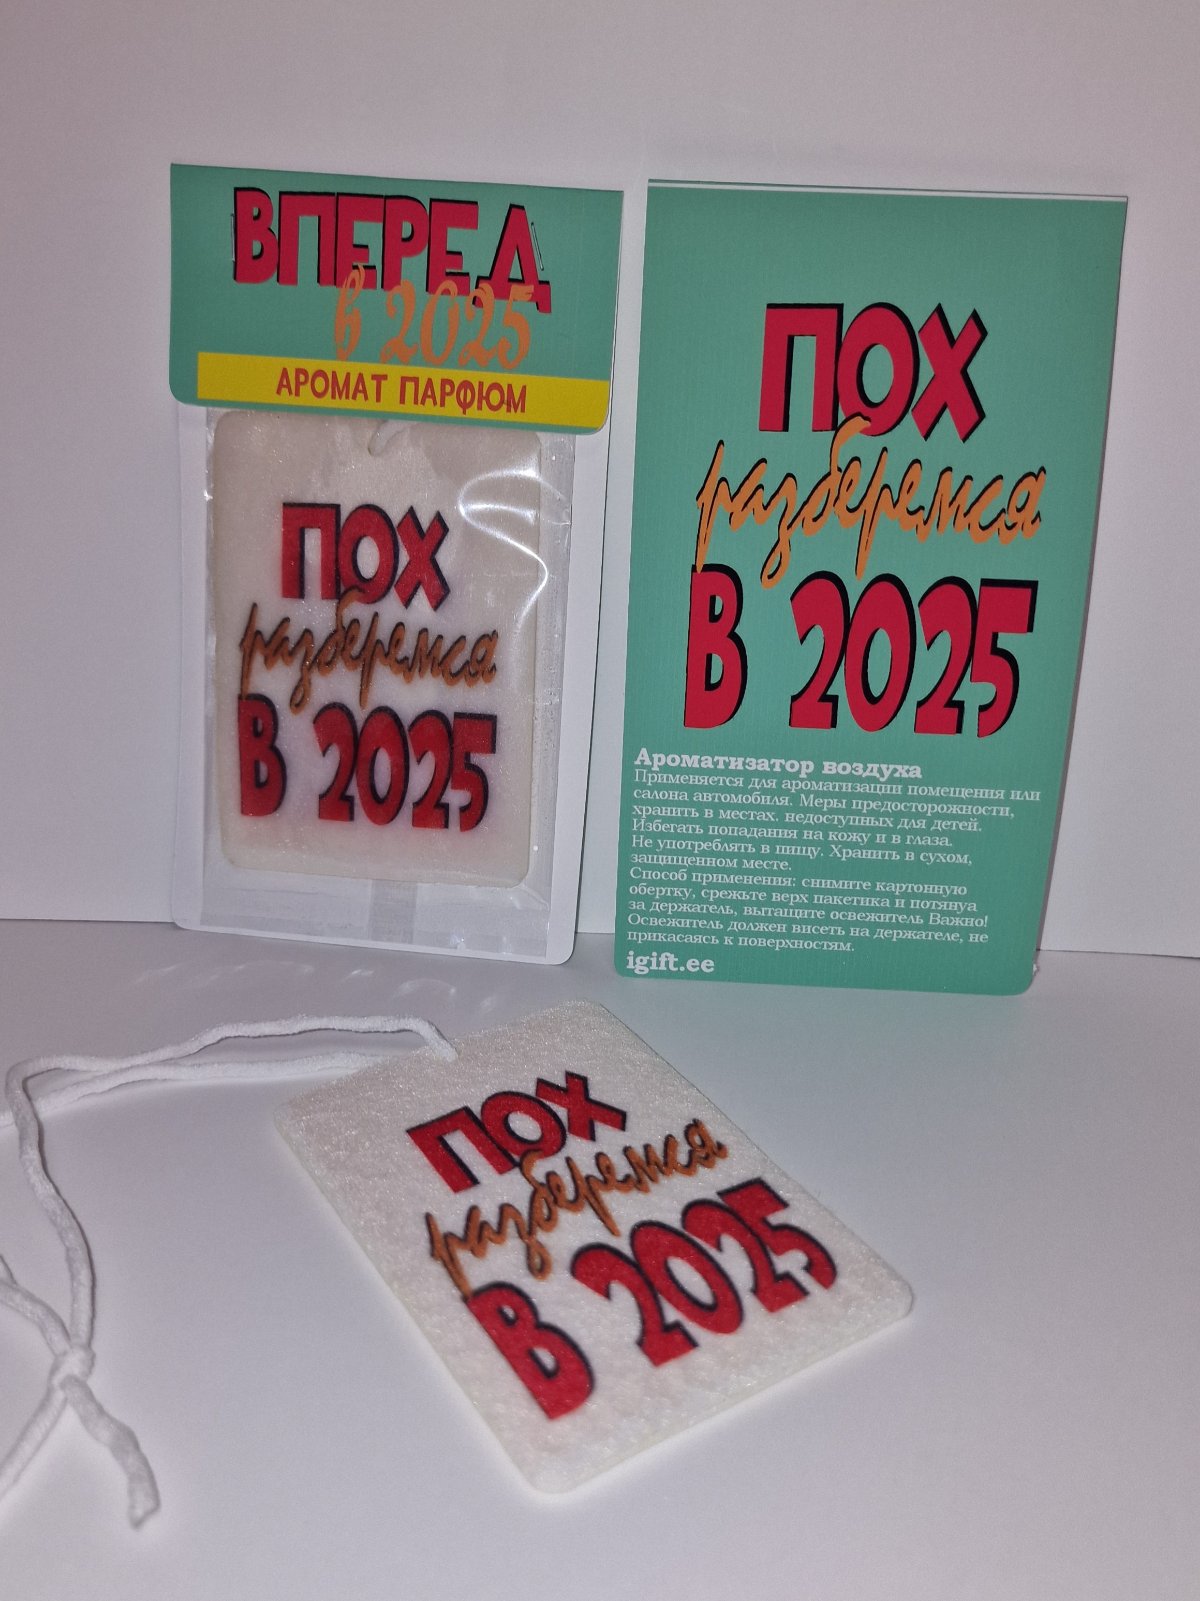 ВПЕРЕД
в 2025
АРОМАТ ПАРФЮМ
ПОХ
разберемся
В 2025
ПОХ
разберемся
В 2025
Ароматизатор воздуха
Применяется для ароматизации помещения или
салона автомобиля. Меры предосторожности,
хранить в местах. недоступных для детей.
Избегать попадания на кожу и в глаза.
Не употреблять в пищу. Хранить в сухом,
защищенном месте.
Способ применения: снимите картонную
обертку, срежьте верх пакетика и потянуа
за держатель, вытащите освежитель Важно!
Освежитель должен висеть на держателе, не
прикасаясь к поверхностям.
igift.ee
ПОХ
разберемся
В 2025